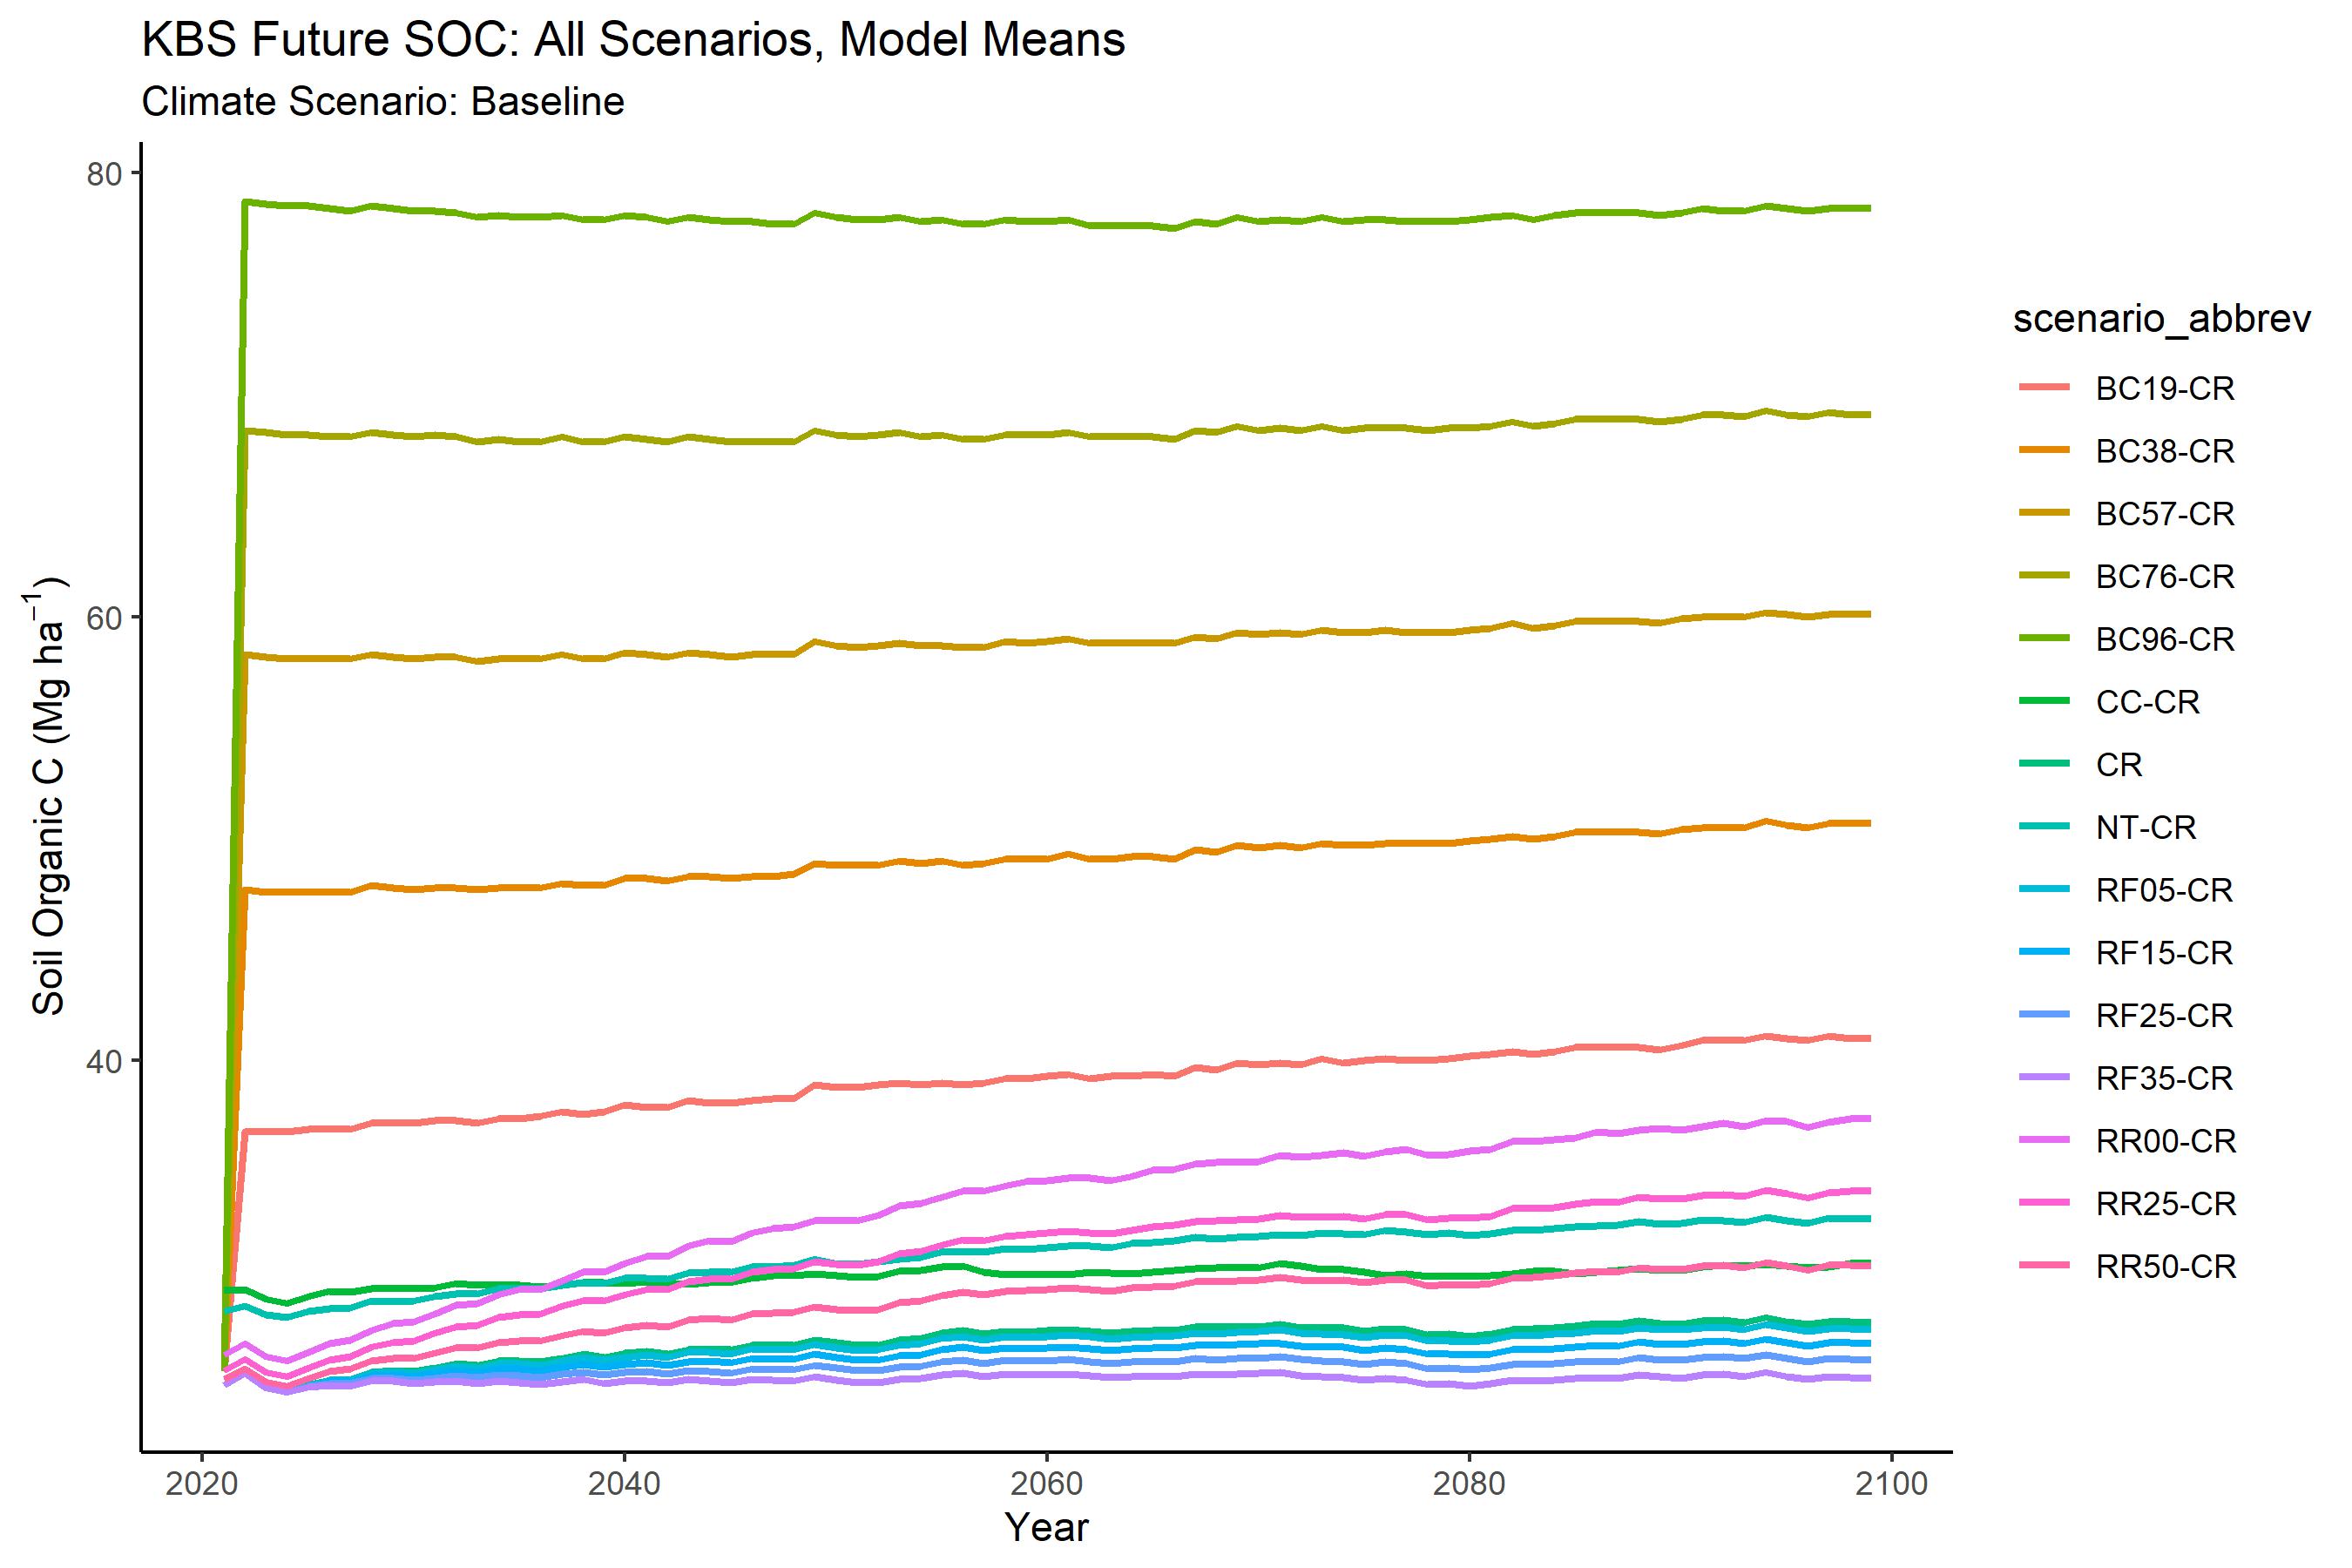 KBS Future SOC: All Scenarios, Model Means
Climate Scenario: Baseline
80
60
40
Soil Organic C (Mg ha⁻¹)
2020
2040
2060
2080
2100
Year
scenario_abbrev
BC19-CR
BC38-CR
BC57-CR
BC76-CR
BC96-CR
CC-CR
CR
NT-CR
RF05-CR
RF15-CR
RF25-CR
RF35-CR
RR00-CR
RR25-CR
RR50-CR